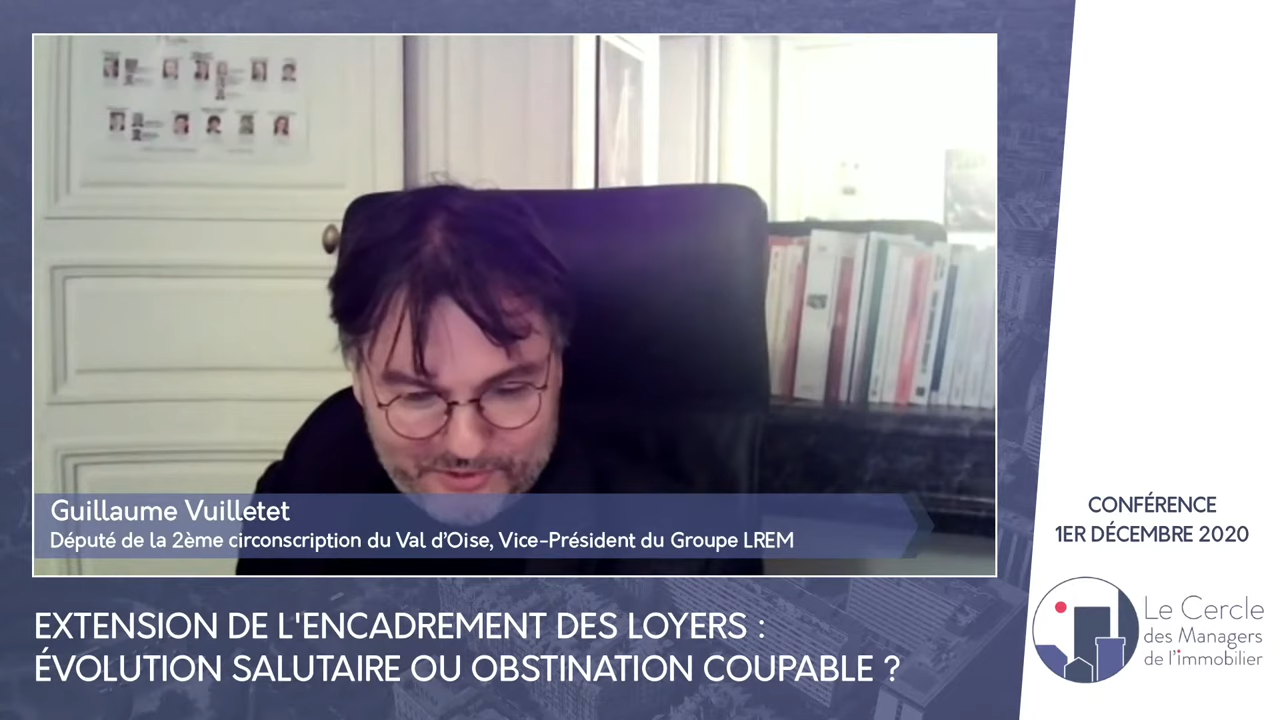 Guillaume Vuilletet
Député de la 2ème circonscription du Val d'Oise, Vice-Président du Groupe LREM
EXTENSION DE L'ENCADREMENT DES LOYERS :
ÉVOLUTION SALUTAIRE OU OBSTINATION COUPABLE ?
CONFÉRENCE
1ER DÉCEMBRE 2020
Le Cercle
des Managers
de l'immobilier